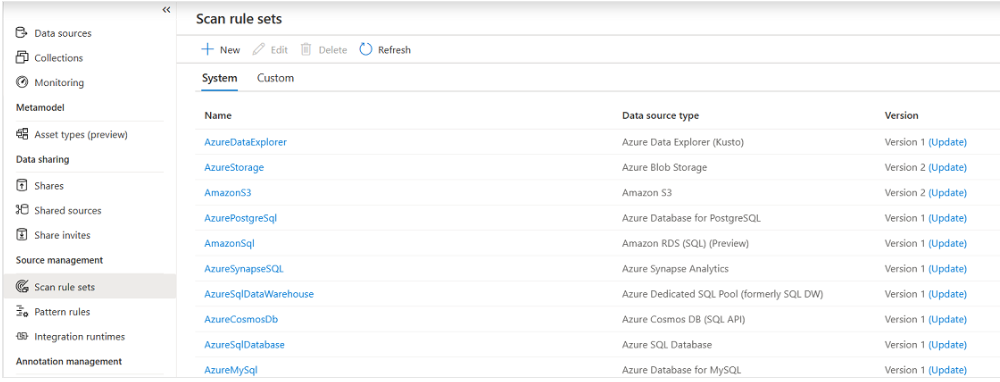 «
Data sources
Collections
Monitoring
Metamodel
Asset types (preview)
Data sharing
Shares
Shared sources
Share invites
Source management
Scan rule sets
Pattern rules
Integration runtimes
Annotation management
Scan rule sets
New Edit Delete Refresh
System Custom
Name Data source type Version
AzureDataExplorer Azure Data Explorer (Kusto) Version 1 (Update)
AzureStorage Azure Blob Storage Version 2 (Update)
AmazonS3 Amazon S3 Version 2 (Update)
AzurePostgreSql Azure Database for PostgreSQL Version 1 (Update)
AmazonSql Amazon RDS (SQL) (Preview) Version 1 (Update)
AzureSynapseSQL Azure Synapse Analytics Version 1 (Update)
AzureSqlDataWarehouse Azure Dedicated SQL Pool (formerly SQL DW) Version 1 (Update)
AzureCosmosDb Azure Cosmos DB (SQL API) Version 1 (Update)
AzureSqlDatabase Azure SQL Database Version 1 (Update)
AzureMySql Azure Database for MySQL Version 1 (Update)